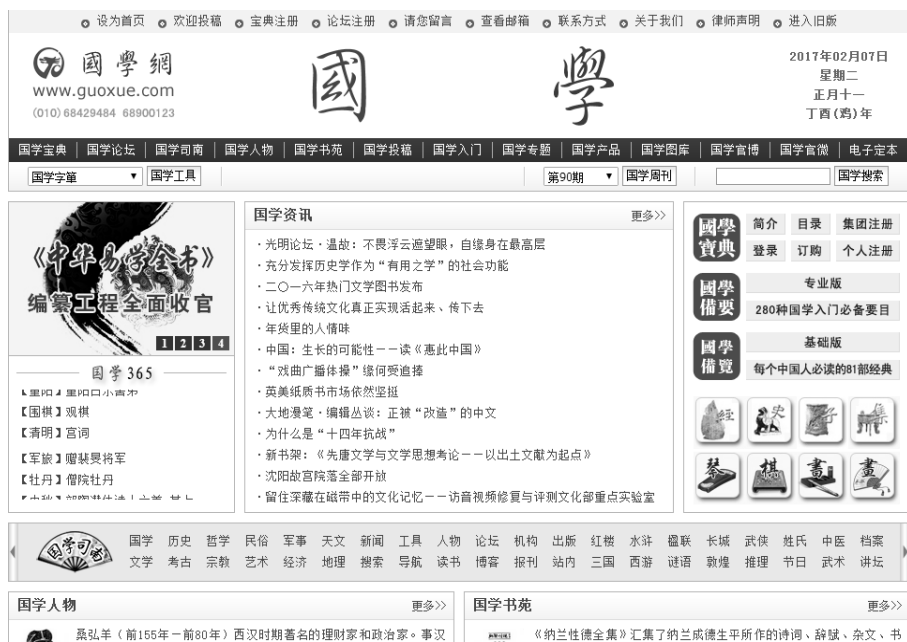 设为首页 欢迎投稿 宝典注册 论坛注册 请您留言 查看邮箱 联系方式 关于我们 律师声明 进入旧版
國學網
www.guoxue.com
(010)68429484 68900123
國 學
2017年02月07日
星期二
正月十一
丁酉(鸡)年
国学宝典 国学论坛 国学司南 国学人物 国学书苑 国学投稿 国学入门 国学专题 国学产品 国学图库 国学官博 国学官微 电子定本
国学字篆 国学工具 第90期 国学周刊 国学搜索
《中华易学全书》
编纂工程全面收官
1 2 3 4
国学365
【围棋】观棋
【清明】宫词
【军旅】赠裴旻将军
【牡丹】僧院牡丹
国学资讯 更多>>
·光明论坛·温故：不畏浮云遮望眼，自缘身在最高层
·充分发挥历史学作为“有用之学”的社会功能
·二〇一六年热门文学图书发布
·让优秀传统文化真正实现活起来、传下去
·年货里的人情味
·中国：生长的可能性——读《惠此中国》
·“戏曲广播体操”缘何受追捧
·英美纸质书市场依然坚挺
·大地漫笔·编辑丛谈：正被“改造”的中文
·为什么是“十四年抗战”
·新书架：《先唐文学与文学思想考论——以出土文献为起点》
·沈阳故宫院落全部开放
·留住深藏在磁带中的文化记忆——访音视频修复与评测文化部重点实验室
國學寶典 简介 目录 集团注册
登录 订购 个人注册
國學備要 专业版
280种国学入门必备要目
國學備覽 基础版
每个中国人必读的81部经典
經 史 子 集
琴 棋 書 畫
国学司南
国学 历史 哲学 民俗 军事 天文 新闻 工具 人物 论坛 机构 出版 红楼 水浒 楹联 长城 武侠 姓氏 中医 档案
文学 考古 宗教 艺术 经济 地理 搜索 导航 读书 博客 报刊 站内 三国 西游 谜语 敦煌 推理 节日 武术 讲坛
国学人物 更多>>
桑弘羊（前155年－前80年）西汉时期著名的理财家和政治家。事汉
国学书苑 更多>>
《纳兰性德全集》汇集了纳兰成德生平所作的诗词、辞赋、杂文、书